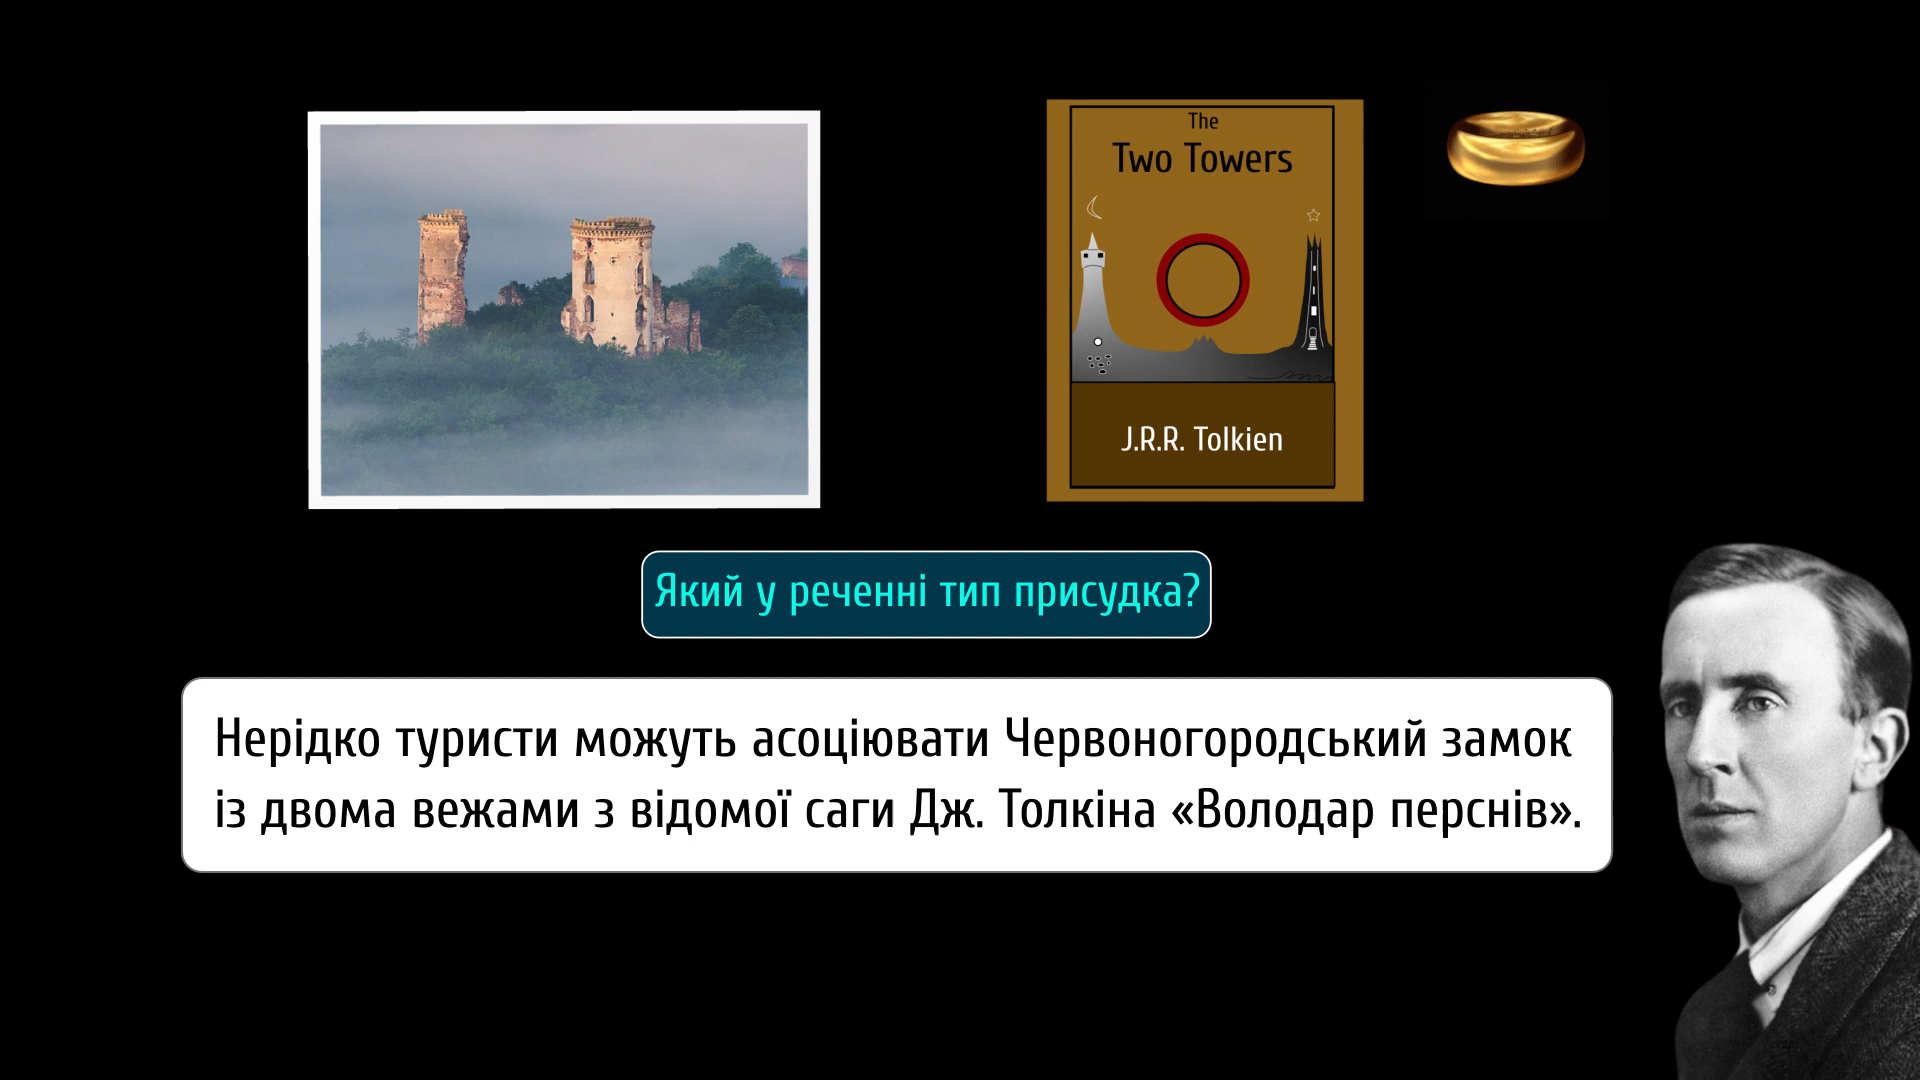 The
Two Towers
J.R.R. Tolkien
Який у реченні тип присудка?
Нерідко туристи можуть асоціювати Червоногородський замок
із двома вежами з відомої саги Дж. Толкіна «Володар перснів».